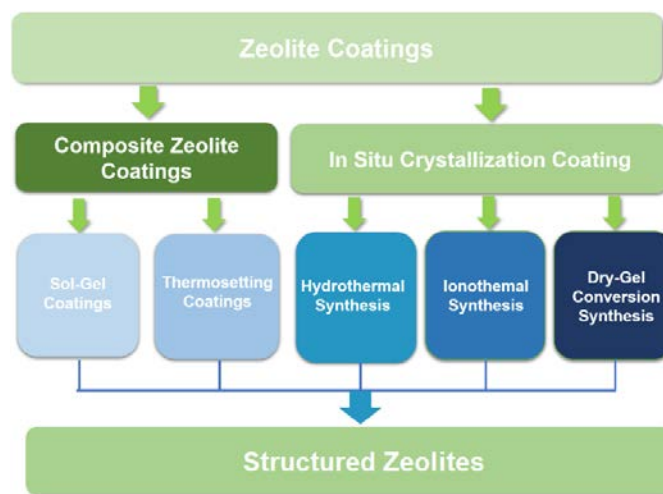 Zeolite Coatings
Composite Zeolite
Coatings
In Situ Crystallization Coating
Sol-Gel
Coatings
Thermosetting
Coatings
Hydrothermal
Synthesis
Ionothemal
Synthesis
Dry-Gel
Conversion
Synthesis
Structured Zeolites